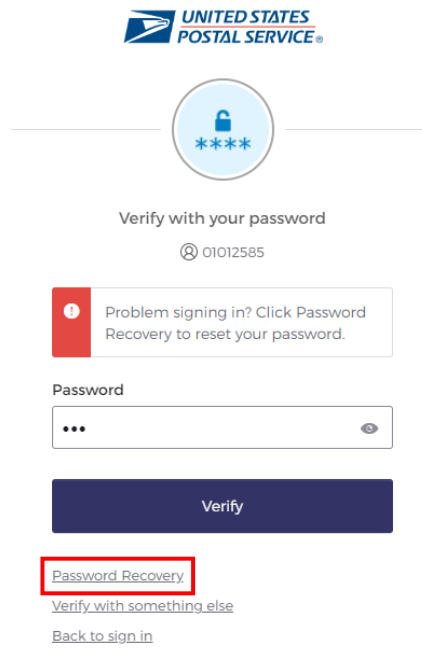 UNITED STATES
POSTAL SERVICE®
****
Verify with your password
01012585
Problem signing in? Click Password
Recovery to reset your password.
Password
•••
Verify
Password Recovery
Verify with something else
Back to sign in